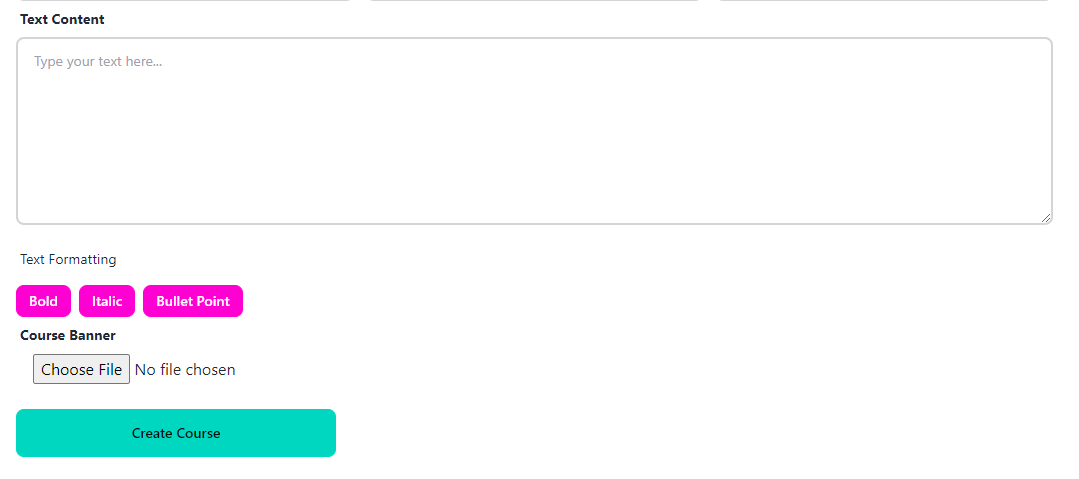 Text Content
Type your text here...
Text Formatting
Bold Italic Bullet Point
Course Banner
Choose File No file chosen
Create Course